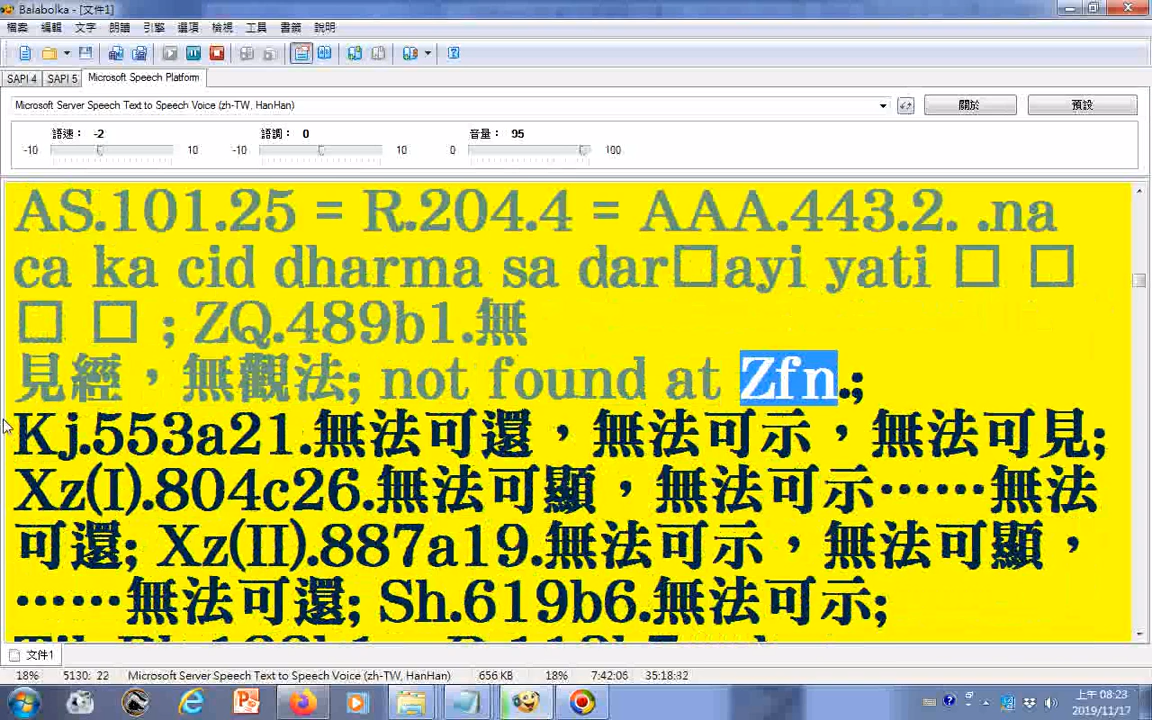 Balabolka - [文件1]
檔案 編輯 文字 朗讀 引擎 選項 檢視 工具 書籤 說明
SAPI 4 SAPI 5 Microsoft Speech Platform
Microsoft Server Speech Text to Speech Voice (zh-TW, HanHan) 關於 預設
語速： -2 語調： 0 音量： 95
-10 10 -10 10 0 100
AS.101.25 = R.204.4 = AAA.443.2. .na
ca ka cid dharma sa dar□ayi yati □ □
□ □ ; ZQ.489b1.無
見經，無觀法; not found at Zfn.;
Kj.553a21.無法可還，無法可示，無法可見;
Xz(I).804c26.無法可顯，無法可示⋯⋯無法
可還; Xz(II).887a19.無法可示，無法可顯，
⋯⋯無法可還; Sh.619b6.無法可示;
文件1
18% 5130: 22 Microsoft Server Speech Text to Speech Voice (zh-TW, HanHan) 656 KB 18% 7:42:06 35:18:32
上午 08:23
2019/11/17